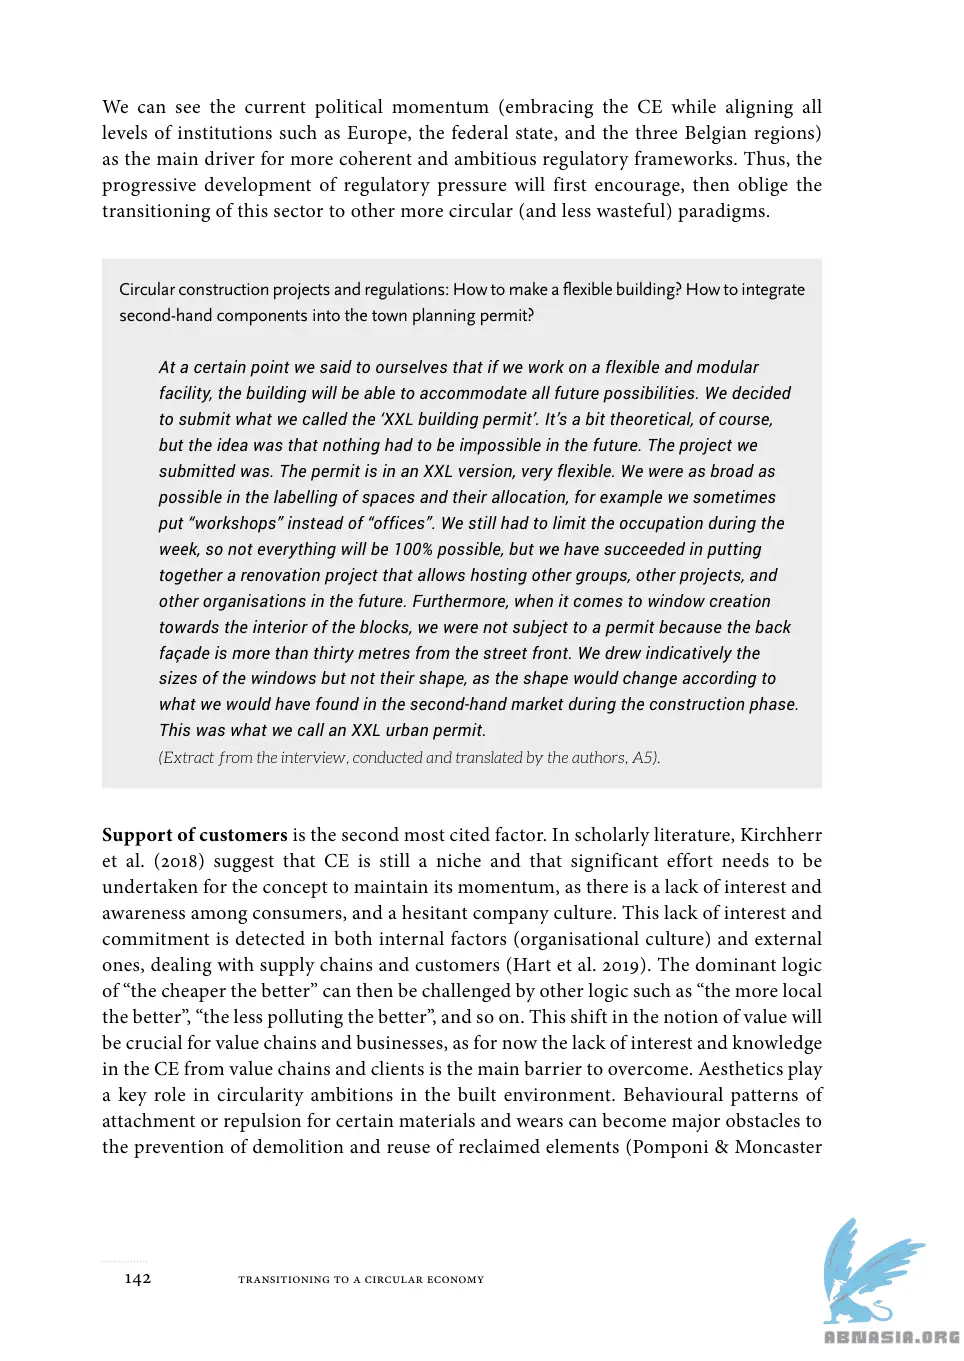 We can see the current political momentum (embracing the CE while aligning all
levels of institutions such as Europe, the federal state, and the three Belgian regions)
as the main driver for more coherent and ambitious regulatory frameworks. Thus, the
progressive development of regulatory pressure will first encourage, then oblige the
transitioning of this sector to other more circular (and less wasteful) paradigms.
Circular construction projects and regulations: How to make a flexible building? How to integrate
second-hand components into the town planning permit?
At a certain point we said to ourselves that if we work on a flexible and modular
facility, the building will be able to accommodate all future possibilities. We decided
to submit what we called the ‘XXL building permit’. It’s a bit theoretical, of course,
but the idea was that nothing had to be impossible in the future. The project we
submitted was. The permit is in an XXL version, very flexible. We were as broad as
possible in the labelling of spaces and their allocation, for example we sometimes
put “workshops” instead of “offices”. We still had to limit the occupation during the
week, so not everything will be 100% possible, but we have succeeded in putting
together a renovation project that allows hosting other groups, other projects, and
other organisations in the future. Furthermore, when it comes to window creation
towards the interior of the blocks, we were not subject to a permit because the back
façade is more than thirty metres from the street front. We drew indicatively the
sizes of the windows but not their shape, as the shape would change according to
what we would have found in the second-hand market during the construction phase.
This was what we call an XXL urban permit.
(Extract from the interview, conducted and translated by the authors, A5).
Support of customers is the second most cited factor. In scholarly literature, Kirchherr
et al. (2018) suggest that CE is still a niche and that significant effort needs to be
undertaken for the concept to maintain its momentum, as there is a lack of interest and
awareness among consumers, and a hesitant company culture. This lack of interest and
commitment is detected in both internal factors (organisational culture) and external
ones, dealing with supply chains and customers (Hart et al. 2019). The dominant logic
of “the cheaper the better” can then be challenged by other logic such as “the more local
the better”, “the less polluting the better”, and so on. This shift in the notion of value will
be crucial for value chains and businesses, as for now the lack of interest and knowledge
in the CE from value chains and clients is the main barrier to overcome. Aesthetics play
a key role in circularity ambitions in the built environment. Behavioural patterns of
attachment or repulsion for certain materials and wears can become major obstacles to
the prevention of demolition and reuse of reclaimed elements (Pomponi & Moncaster
142 TRANSITIONING TO A CIRCULAR ECONOMY
ABNASIA.ORG